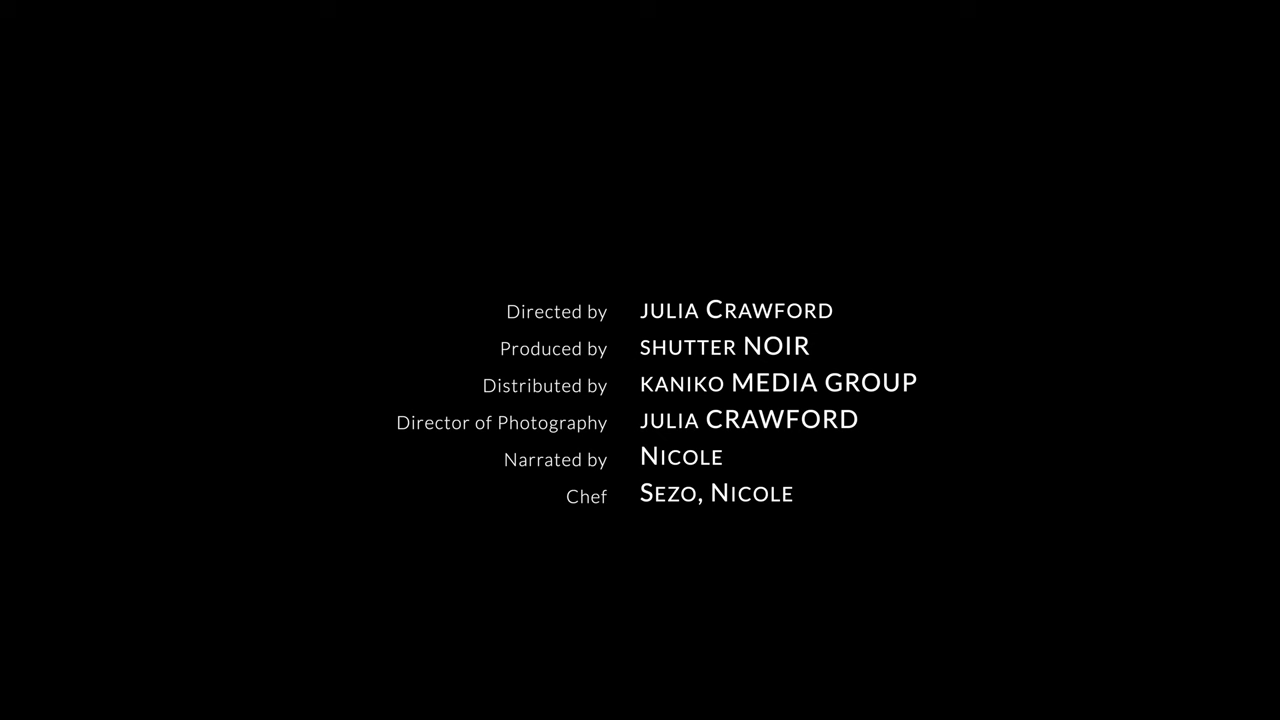 Directed by julia Crawford
Produced by shutter NOIR
Distributed by kaniko MEDIA GROUP
Director of Photography julia CRAWFORD
Narrated by Nicole
Chef Sezo, Nicole